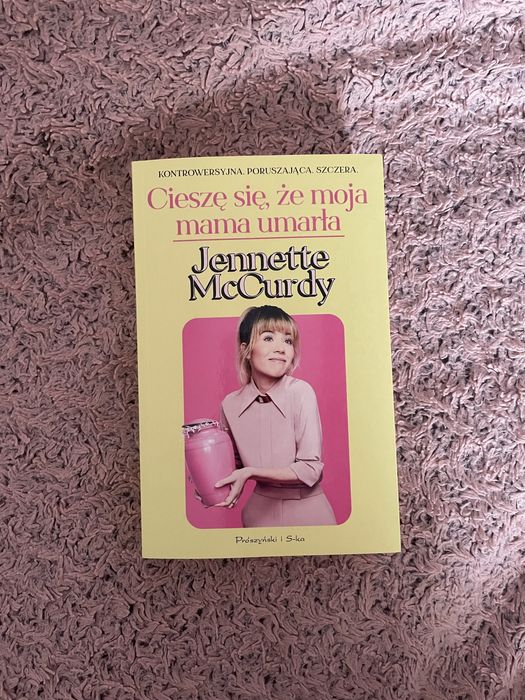 KONTROWERSYJNA. PORUSZAJĄCA. SZCZERA.
Cieszę się, że moja
mama umarła
Jennette
McCurdy
Prószyński i S-ka